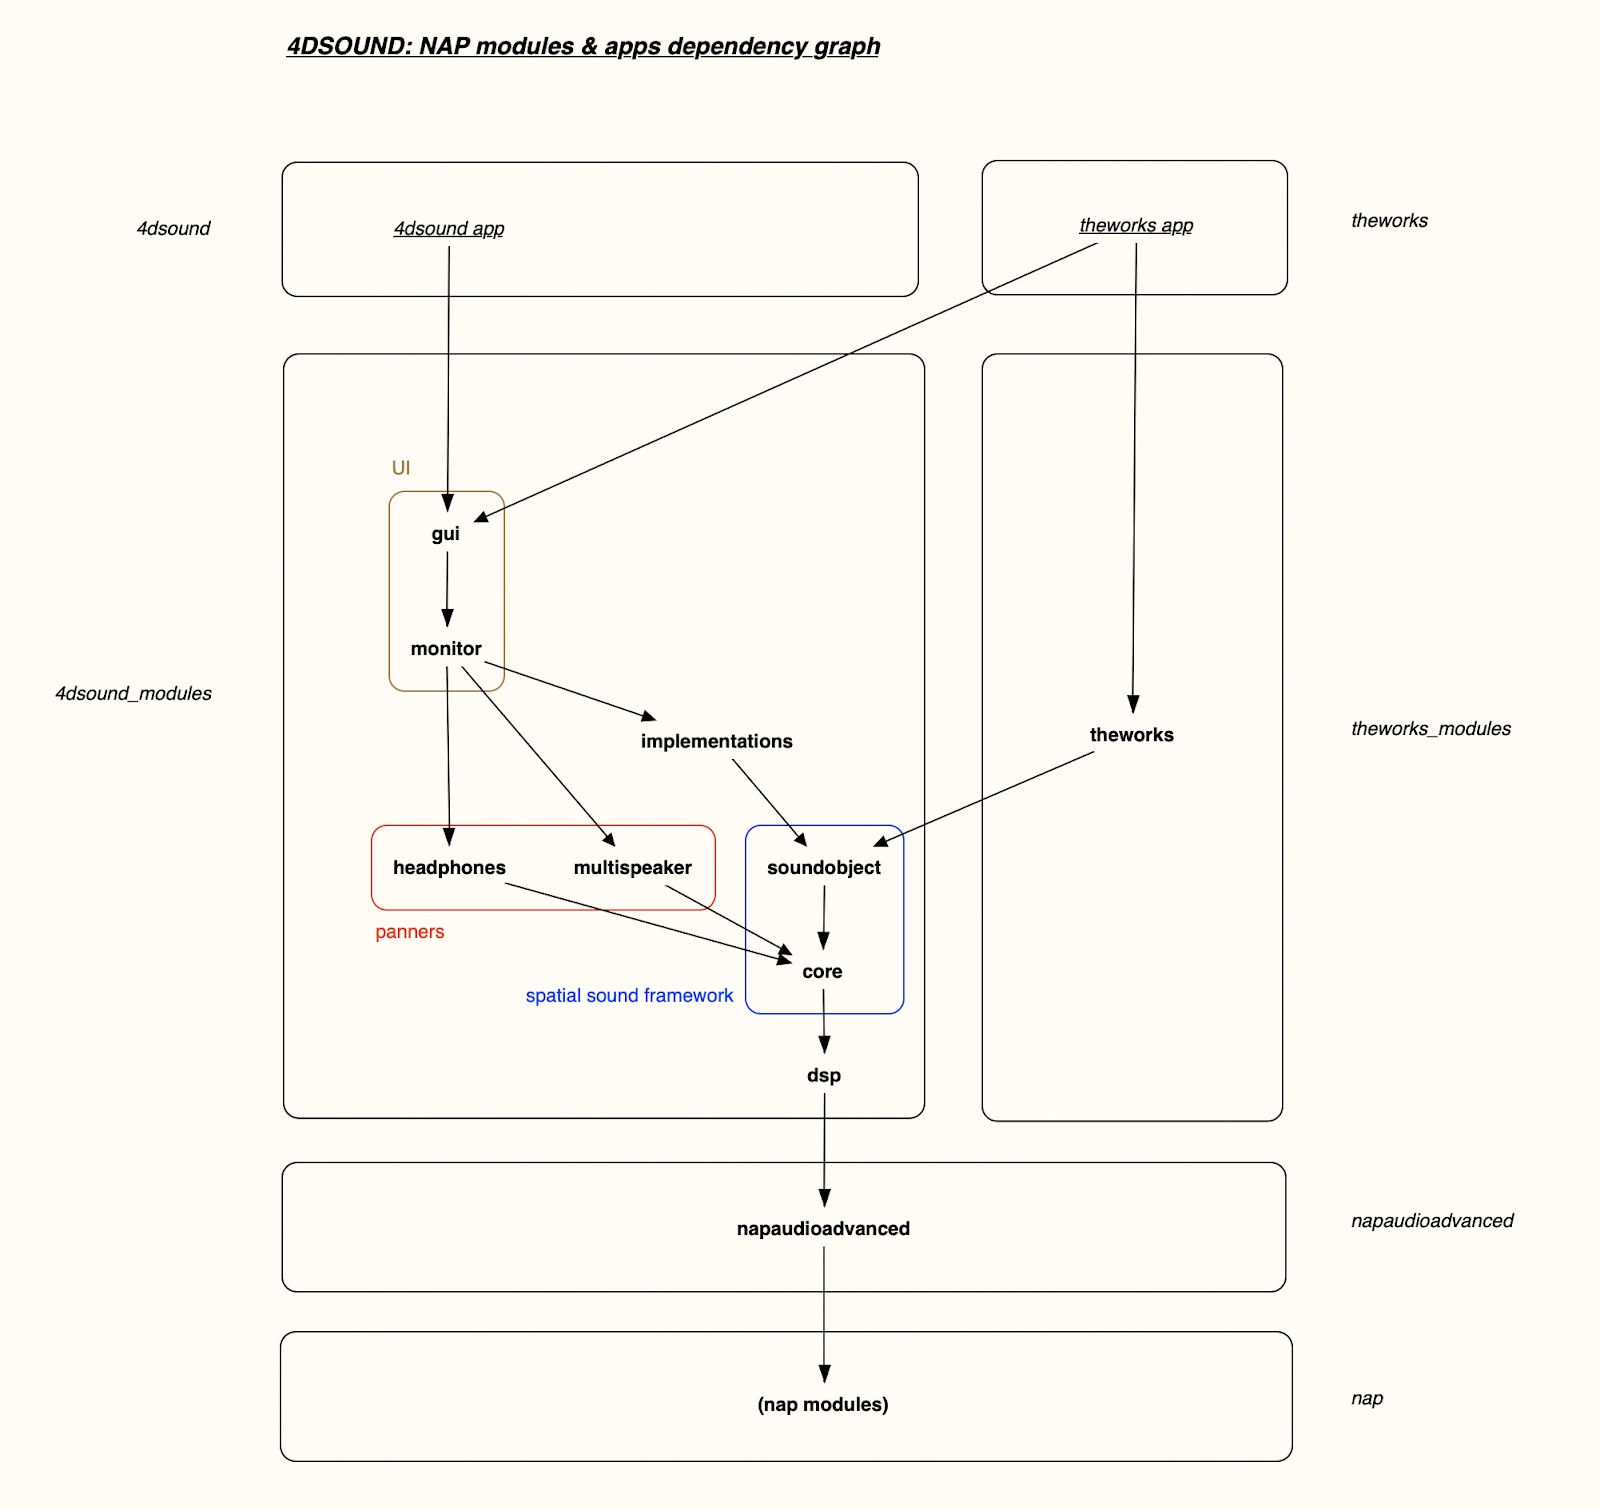 4DSOUND: NAP modules & apps dependency graph
4dsound
4dsound app
theworks app
theworks
UI
gui
monitor
4dsound_modules
implementations
theworks
theworks_modules
headphones
multispeaker
soundobject
panners
core
spatial sound framework
dsp
napaudioadvanced
napaudioadvanced
(nap modules)
nap